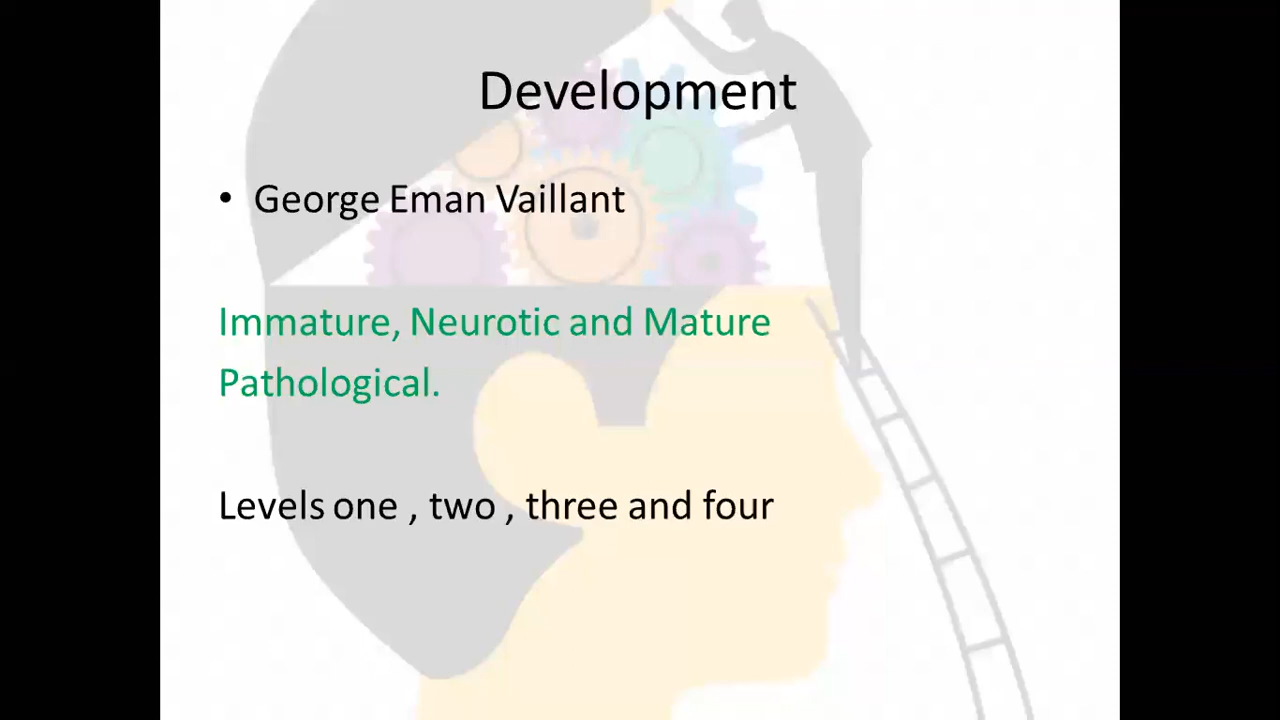 Development
• George Eman Vaillant
Immature, Neurotic and Mature
Pathological.
Levels one , two , three and four